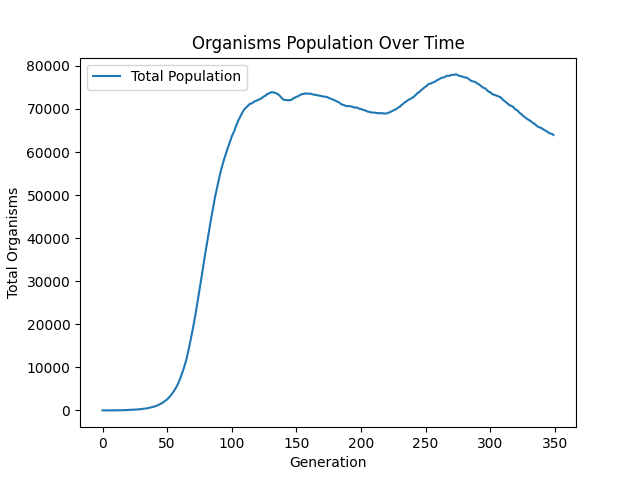 Organisms Population Over Time
Total Population
80000
70000
60000
50000
40000
30000
20000
10000
0
Total Organisms
0 50 100 150 200 250 300 350
Generation